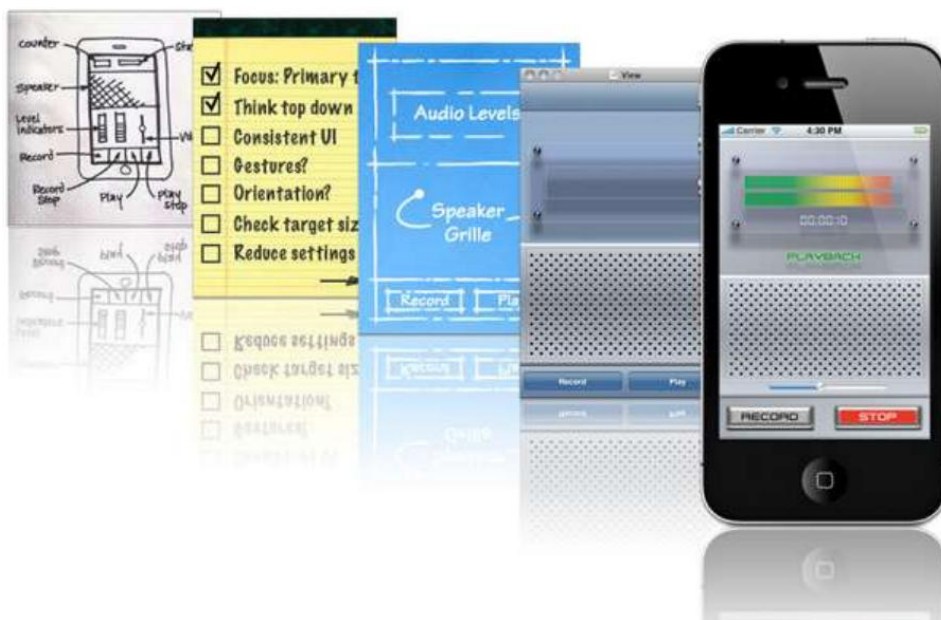 counter
Speaker
Level
Indicators
Record
Record
Stop
Play
Play
Stop
Focus: Primary
Think top down
Consistent UI
Gestures?
Orientation?
Check target
Reduce settings
Audio Levels
Speaker
Grille
Record
View
Record
Play
Carrier
4:30 PM
00:00:10
PLAYBACK
RECORD
STOP